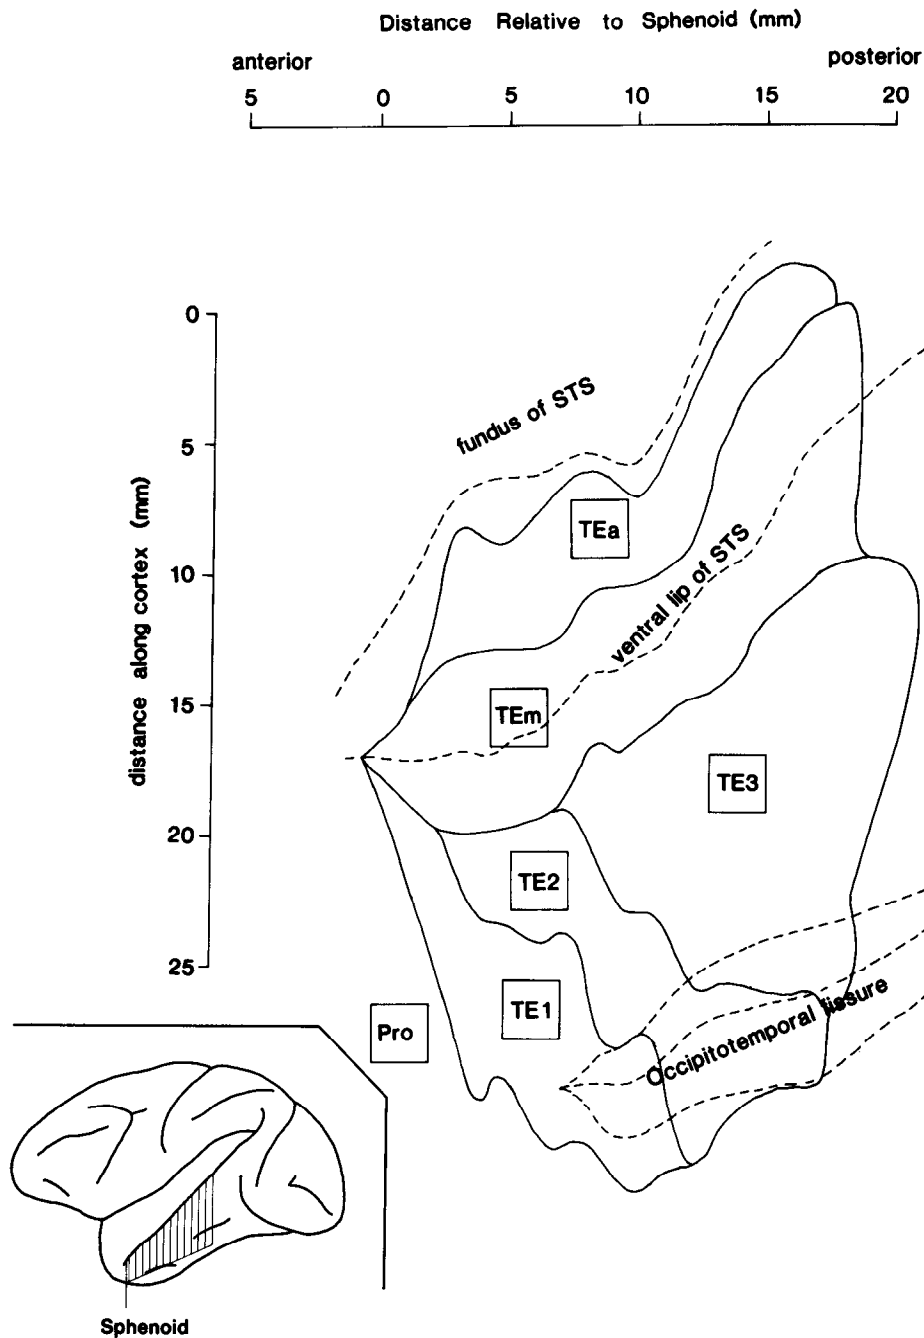 Distance Relative to Sphenoid (mm)
anterior posterior
5 0 5 10 15 20
0
5
10
15
20
25
distance along cortex (mm)
fundus of STS
TEa
ventral lip of STS
TEm
TE3
TE2
TE1
Pro
Occipitotemporal fissure
Sphenoid